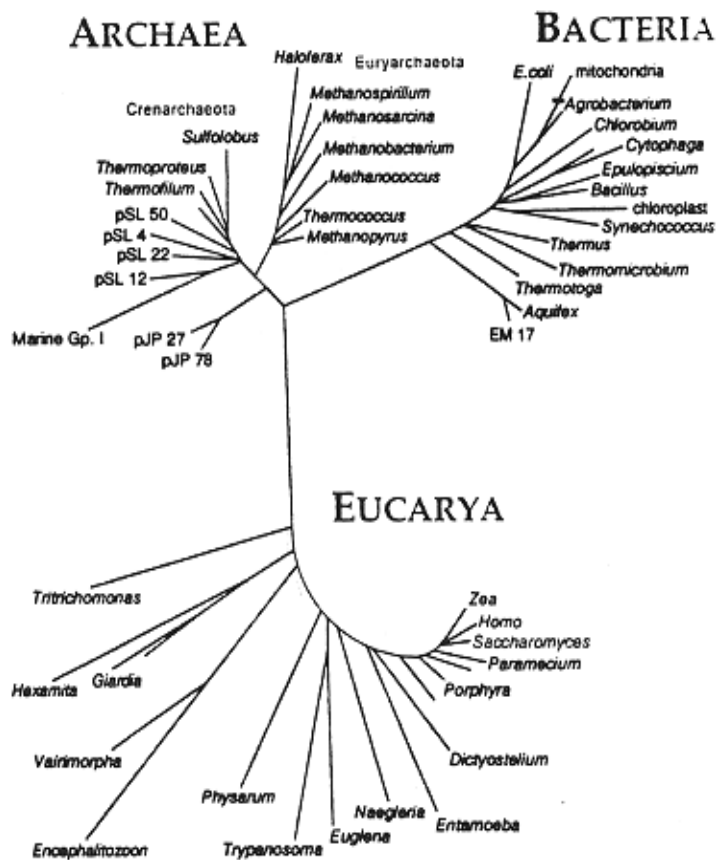 ARCHAEA
BACTERIA
Haloferax
Euryarchaeota
Methanospirillum
Methanosarcina
Methanobacterium
Methanococcus
Thermococcus
Methanopyrus
Crenarchaeota
Sulfolobus
Thermoproteus
Thermofilum
pSL 50
pSL 4
pSL 22
pSL 12
Marine Gp. I
pJP 27
pJP 78
E.coli
mitochondria
Agrobacterium
Chlorobium
Cytophaga
Epulopiscium
Bacillus
chloroplast
Synechococcus
Thermus
Thermomicrobium
Thermotoga
Aquifex
EM 17
EUCARYA
Tritrichomonas
Zea
Homo
Saccharomyces
Paramecium
Porphyra
Hexamita
Giardia
Vairimorpha
Dictyostelium
Physarum
Naegleria
Entamoeba
Euglena
Trypanosoma
Encephalitozoon